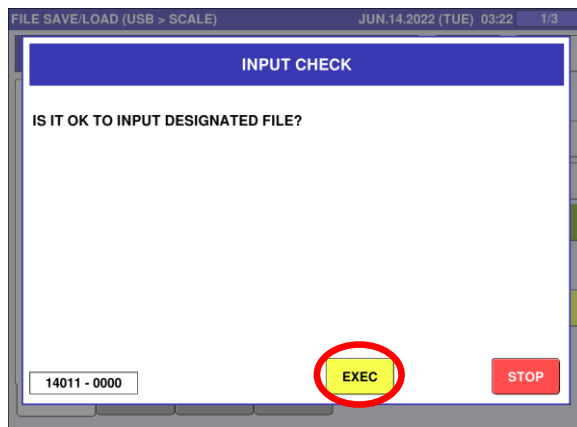 FILE SAVE/LOAD (USB > SCALE) JUN.14.2022 (TUE) 03:22 1/3
INPUT CHECK
IS IT OK TO INPUT DESIGNATED FILE?
14011 - 0000
EXEC
STOP